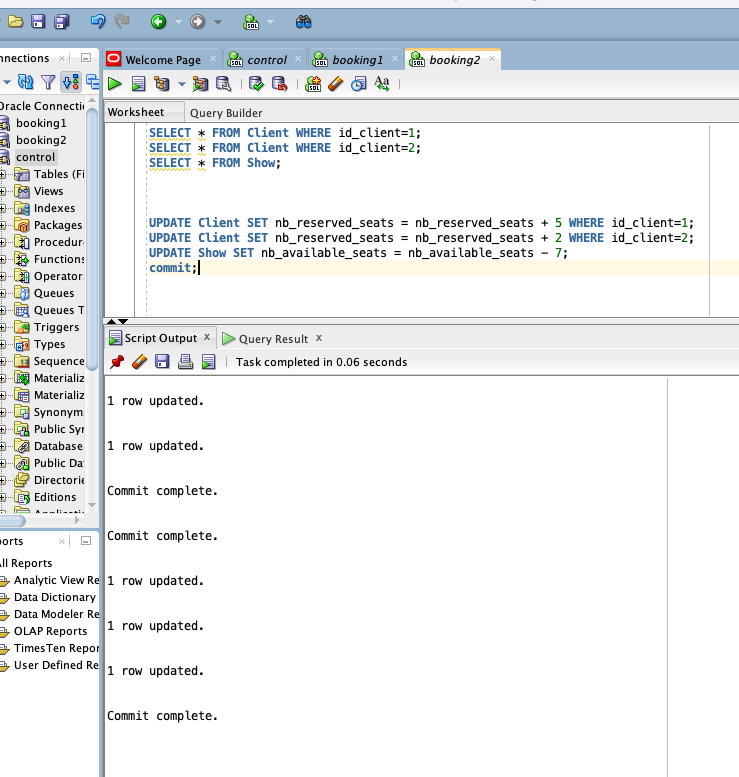 SQL SQL
nnections
Welcome Page control booking1 booking2
Worksheet Query Builder
SELECT * FROM Client WHERE id_client=1;
SELECT * FROM Client WHERE id_client=2;
SELECT * FROM Show;
UPDATE Client SET nb_reserved_seats = nb_reserved_seats + 5 WHERE id_client=1;
UPDATE Client SET nb_reserved_seats = nb_reserved_seats + 2 WHERE id_client=2;
UPDATE Show SET nb_available_seats = nb_available_seats - 7;
commit;
Oracle Connecti
booking1
booking2
control
Tables (Fi
Views
Indexes
Packages
Procedur
Functions
Operator
Queues
Queues T
Triggers
Types
Sequence
Materializ
Materializ
Synonym
Public Syr
Database
Public Da
Directorie
Editions
Script Output Query Result
Task completed in 0.06 seconds
1 row updated.
1 row updated.
Commit complete.
Commit complete.
1 row updated.
1 row updated.
1 row updated.
Commit complete.
orts
All Reports
Analytic View Re
Data Dictionary
Data Modeler Re
OLAP Reports
TimesTen Repor
User Defined Re